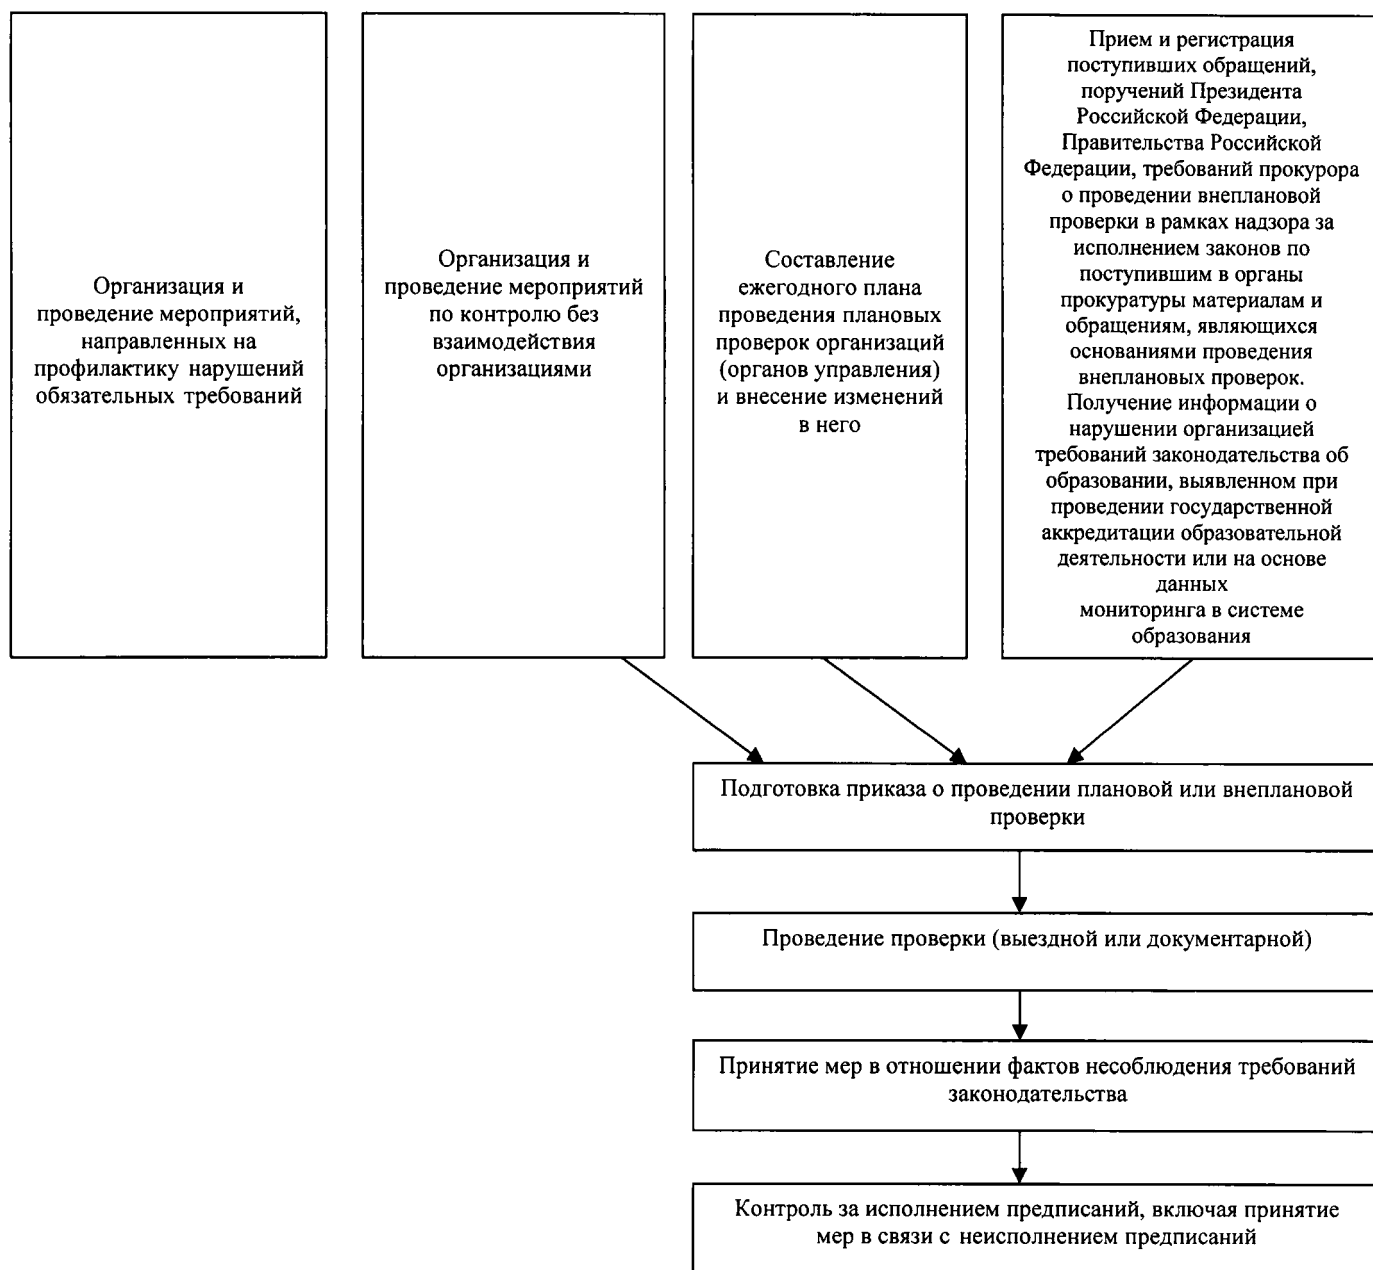 Организация и
проведение мероприятий,
направленных на
профилактику нарушений
обязательных требований
Организация и
проведение мероприятий
по контролю без
взаимодействия
организациями
Составление
ежегодного плана
проведения плановых
проверок организаций
(органов управления)
и внесение изменений
в него
Прием и регистрация
поступивших обращений,
поручений Президента
Российской Федерации,
Правительства Российской
Федерации, требований прокурора
о проведении внеплановой
проверки в рамках надзора за
исполнением законов по
поступившим в органы
прокуратуры материалам и
обращениям, являющихся
основаниями проведения
внеплановых проверок.
Получение информации о
нарушении организацией
требований законодательства об
образовании, выявленном при
проведении государственной
аккредитации образовательной
деятельности или на основе
данных
мониторинга в системе
образования
Подготовка приказа о проведении плановой или внеплановой
проверки
Проведение проверки (выездной или документарной)
Принятие мер в отношении фактов несоблюдения требований
законодательства
Контроль за исполнением предписаний, включая принятие
мер в связи с неисполнением предписаний